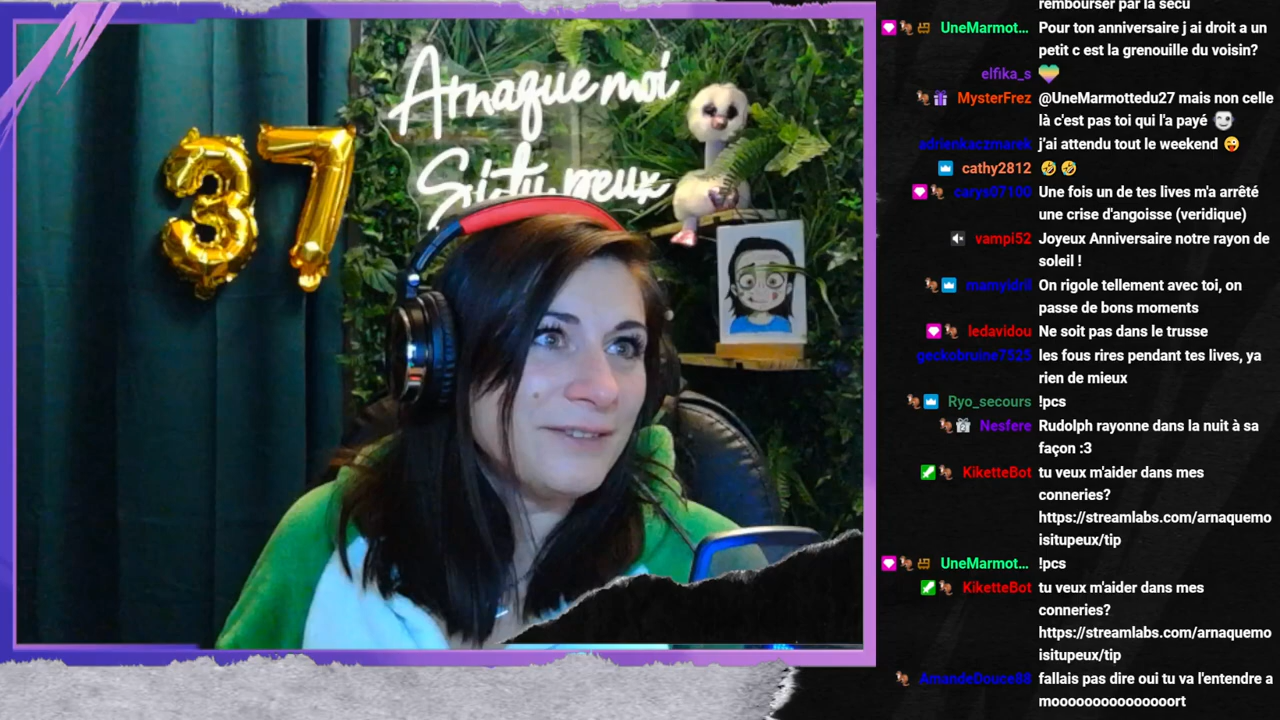 37
Arnaque moi
Si tu peux
rembourser par la sécu
UneMarmot... Pour ton anniversaire j ai droit a un
petit c est la grenouille du voisin?
elfika_s
MysterFrez @UneMarmottedu27 mais non celle
là c'est pas toi qui l'a payé
adrienkaczmarek j'ai attendu tout le weekend
cathy2812
carys07100 Une fois un de tes lives m'a arrêté
une crise d'angoisse (veridique)
vampi52 Joyeux Anniversaire notre rayon de
soleil !
mamyidril On rigole tellement avec toi, on
passe de bons moments
ledavidou Ne soit pas dans le trusse
geckobruine7525 les fous rires pendant tes lives, ya
rien de mieux
Ryo_secours !pcs
Nesfere Rudolph rayonne dans la nuit à sa
façon :3
KiketteBot tu veux m'aider dans mes
conneries?
https://streamlabs.com/arnaquemo
isitupeux/tip
UneMarmot... !pcs
KiketteBot tu veux m'aider dans mes
conneries?
https://streamlabs.com/arnaquemo
isitupeux/tip
AmandeDouce88 fallais pas dire oui tu va l'entendre a
moooooooooooooort